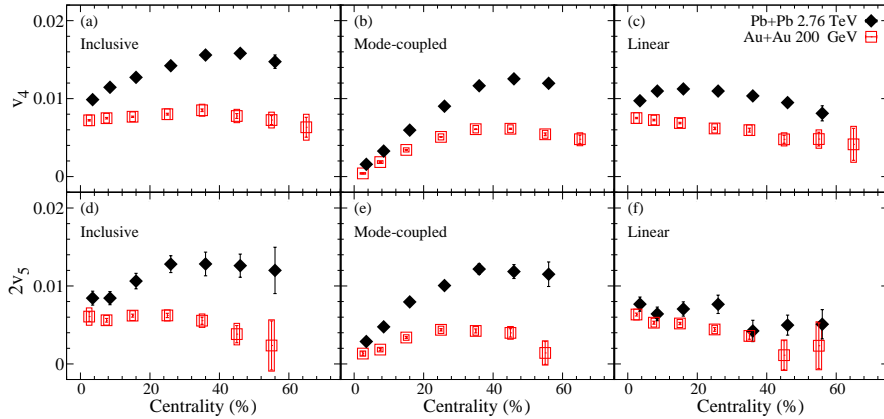 (a)
Inclusive
(b)
Mode-coupled
(c)
Linear
Pb+Pb 2.76 TeV
Au+Au 200 GeV
0.02
0.01
0
v4
(d)
Inclusive
(e)
Mode-coupled
(f)
Linear
0.02
0.01
0
2v5
0 20 40 60
0 20 40 60
0 20 40 60
Centrality (%)
Centrality (%)
Centrality (%)